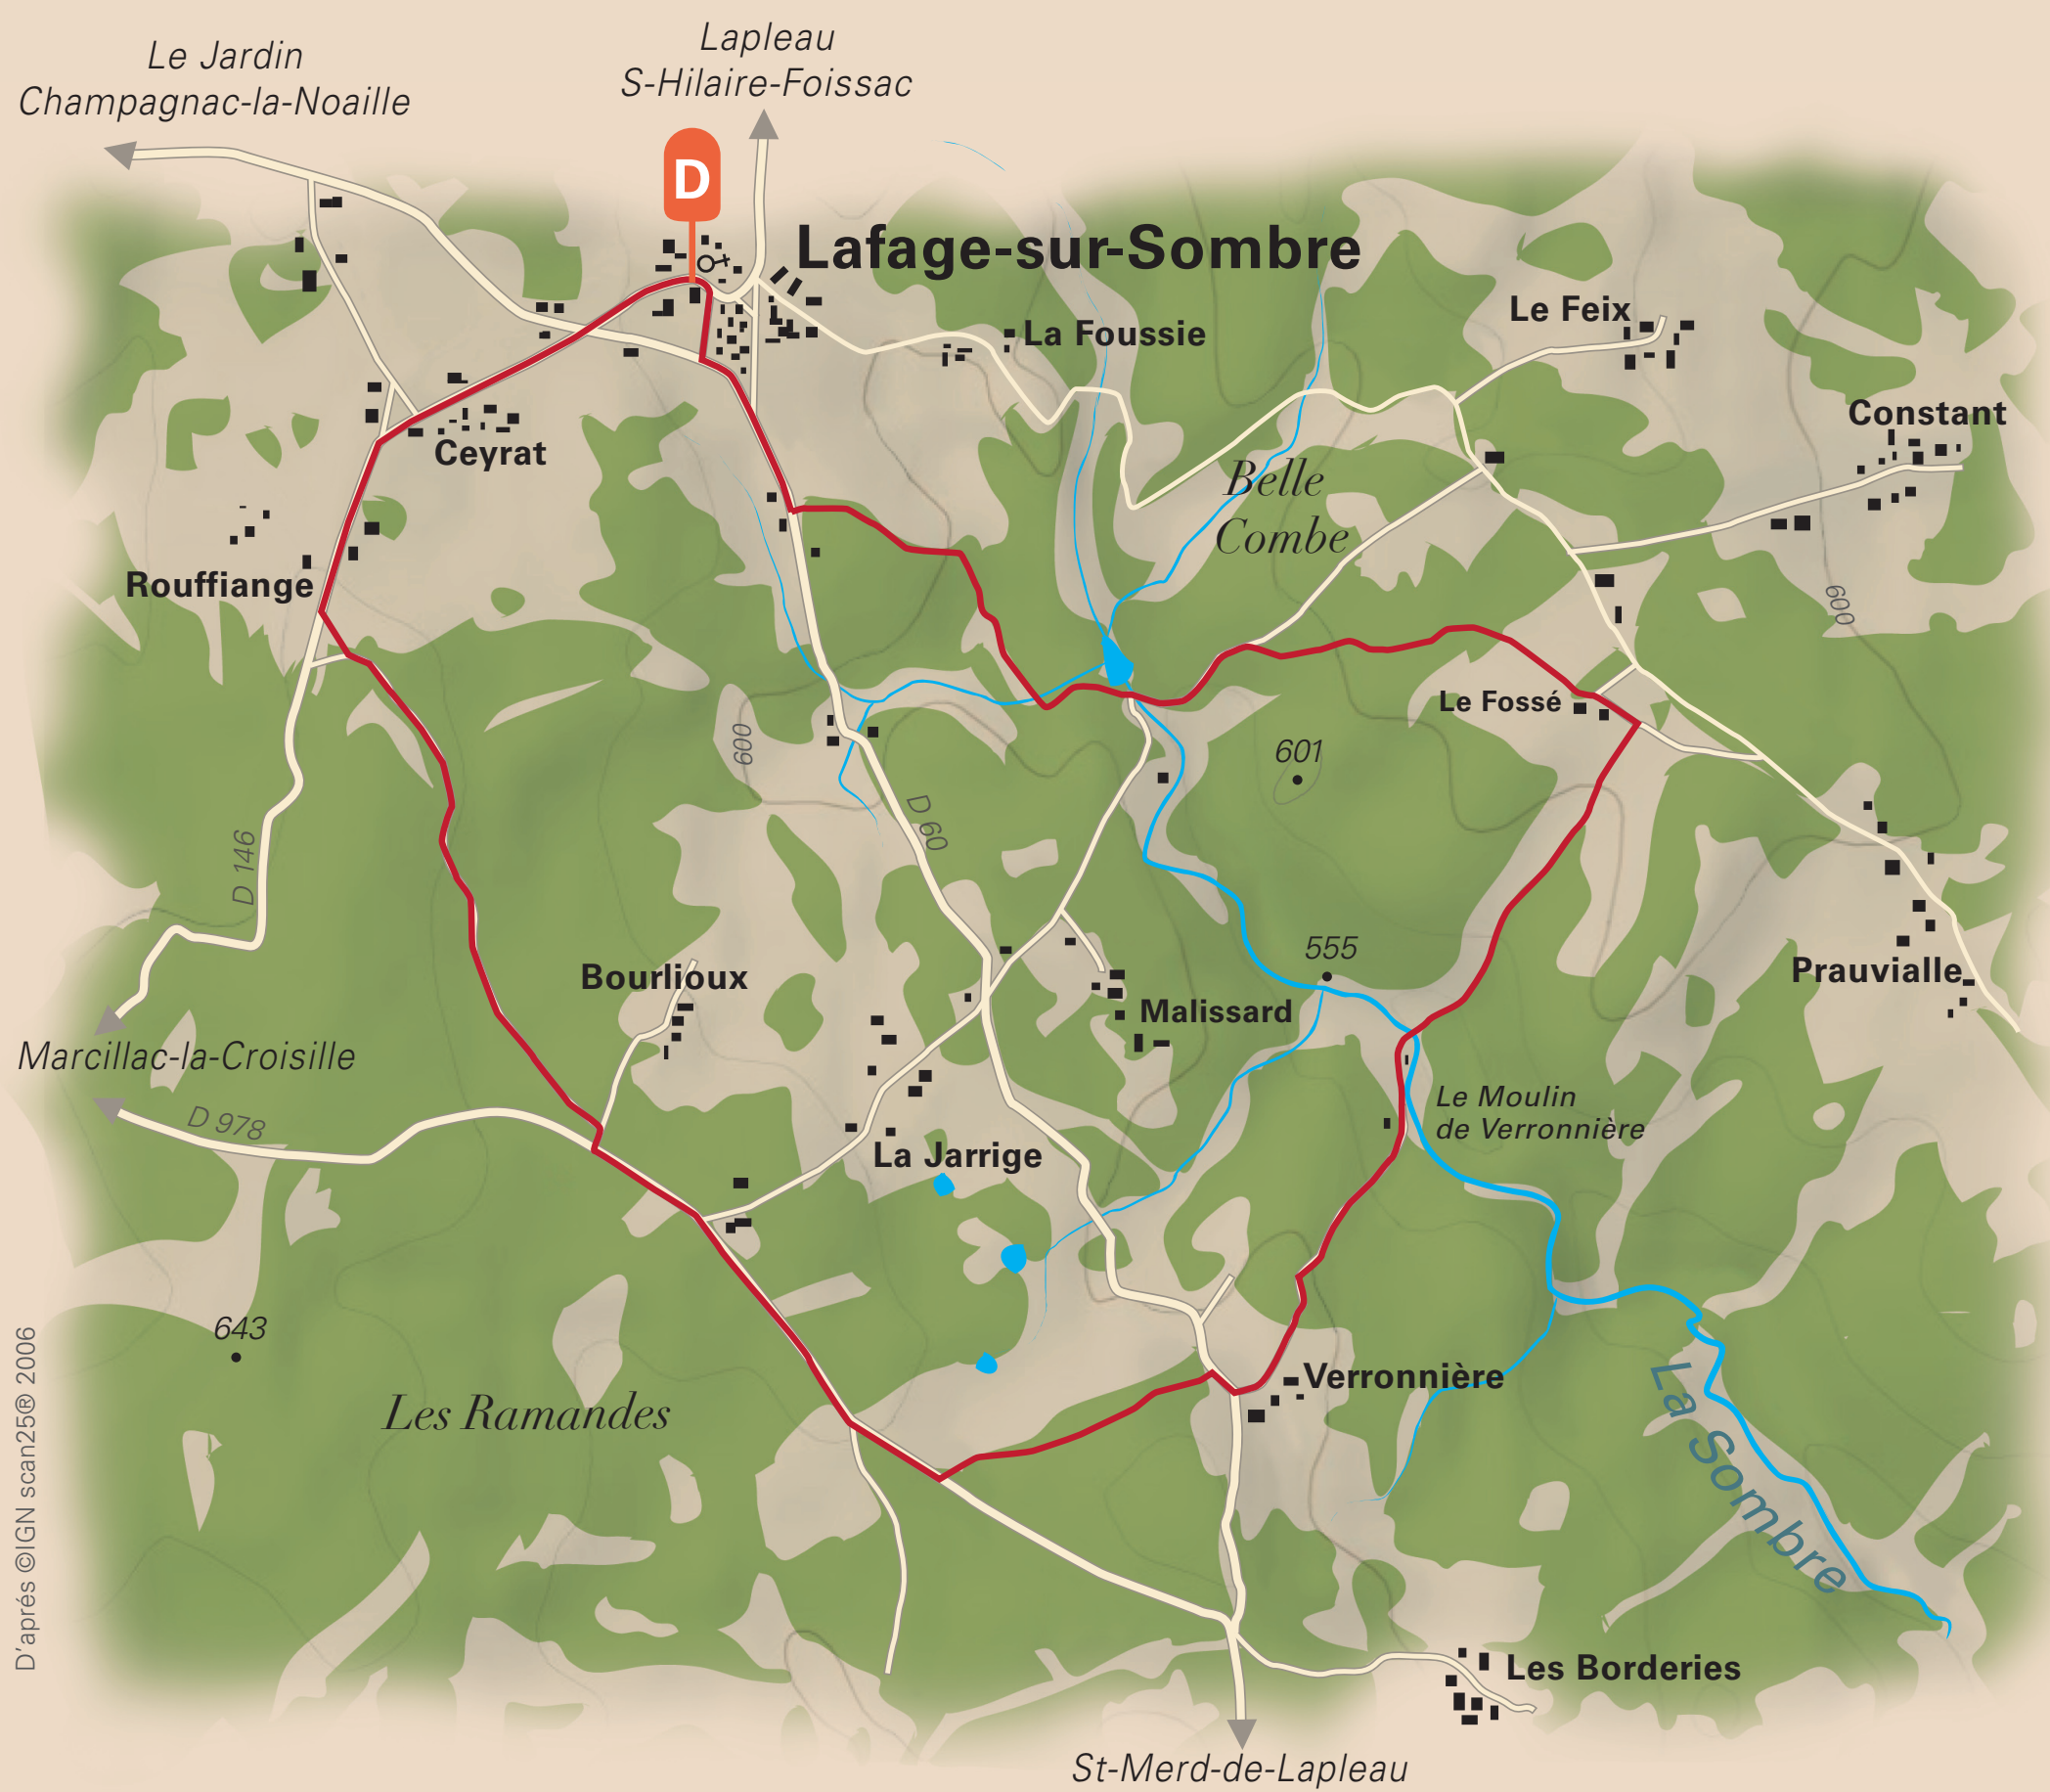 Le Jardin
Champagnac-la-Noaille
Lapleau
S-Hilaire-Foissac
D
Lafage-sur-Sombre
La Foussie
Le Feix
Constant
Ceyrat
Belle
Combe
Rouffiange
600
Le Fossé
600
601
D 60
D 146
555
Bourlioux
Prauvialle
Malissard
Marcillac-la-Croisille
D 978
Le Moulin
de Verronnière
La Jarrige
643
Verronnière
Les Ramandes
La Sombre
D'aprés ©IGN scan25® 2006
Les Borderies
St-Merd-de-Lapleau